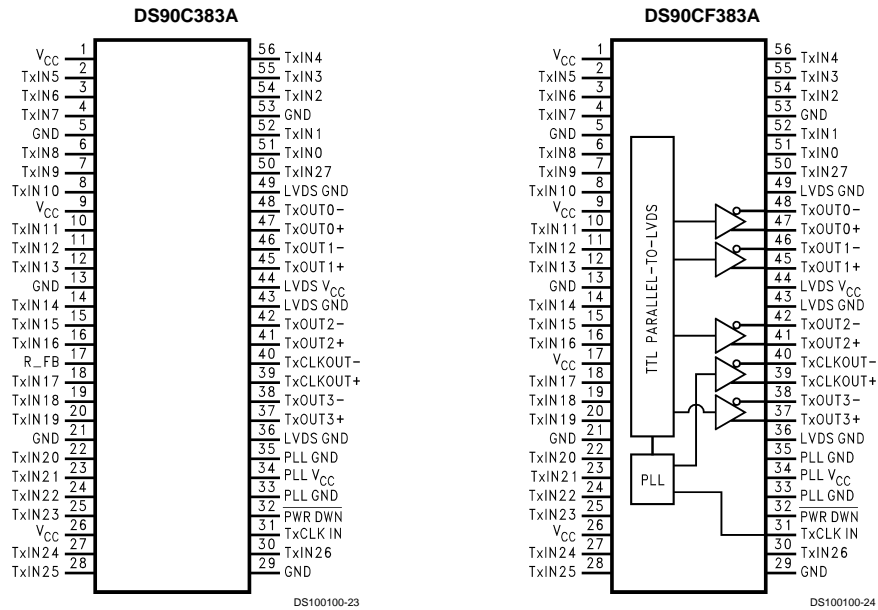 DS90C383A
VCC 1 56 TxIN4
TxIN5 2 55 TxIN3
TxIN6 3 54 TxIN2
TxIN7 4 53 GND
GND 5 52 TxIN1
TxIN8 6 51 TxIN0
TxIN9 7 50 TxIN27
TxIN10 8 49 LVDS GND
VCC 9 48 TxOUT0-
TxIN11 10 47 TxOUT0+
TxIN12 11 46 TxOUT1-
TxIN13 12 45 TxOUT1+
GND 13 44 LVDS VCC
TxIN14 14 43 LVDS GND
TxIN15 15 42 TxOUT2-
TxIN16 16 41 TxOUT2+
R_FB 17 40 TxCLKOUT-
TxIN17 18 39 TxCLKOUT+
TxIN18 19 38 TxOUT3-
TxIN19 20 37 TxOUT3+
GND 21 36 LVDS GND
TxIN20 22 35 PLL GND
TxIN21 23 34 PLL VCC
TxIN22 24 33 PLL GND
TxIN23 25 32 PWR DWN
VCC 26 31 TxCLK IN
TxIN24 27 30 TxIN26
TxIN25 28 29 GND
DS100100-23
DS90CF383A
VCC 1 56 TxIN4
TxIN5 2 55 TxIN3
TxIN6 3 54 TxIN2
TxIN7 4 53 GND
GND 5 52 TxIN1
TxIN8 6 51 TxIN0
TxIN9 7 50 TxIN27
TxIN10 8 49 LVDS GND
VCC 9 48 TxOUT0-
TxIN11 10 47 TxOUT0+
TxIN12 11 46 TxOUT1-
TxIN13 12 45 TxOUT1+
GND 13 44 LVDS VCC
TxIN14 14 43 LVDS GND
TxIN15 15 42 TxOUT2-
TxIN16 16 41 TxOUT2+
VCC 17 40 TxCLKOUT-
TxIN17 18 39 TxCLKOUT+
TxIN18 19 38 TxOUT3-
TxIN19 20 37 TxOUT3+
GND 21 36 LVDS GND
TxIN20 22 35 PLL GND
TxIN21 23 34 PLL VCC
TxIN22 24 33 PLL GND
TxIN23 25 32 PWR DWN
VCC 26 31 TxCLK IN
TxIN24 27 30 TxIN26
TxIN25 28 29 GND
TTL PARALLEL-TO-LVDS
PLL
DS100100-24